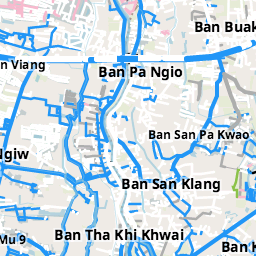 Ban Buak
n Viang
Ban Pa Ngio
Ban San Pa Kwao
Ngiw
Ban San Klang
Ban Tha Khi Khwai
Mu 9
Ban K